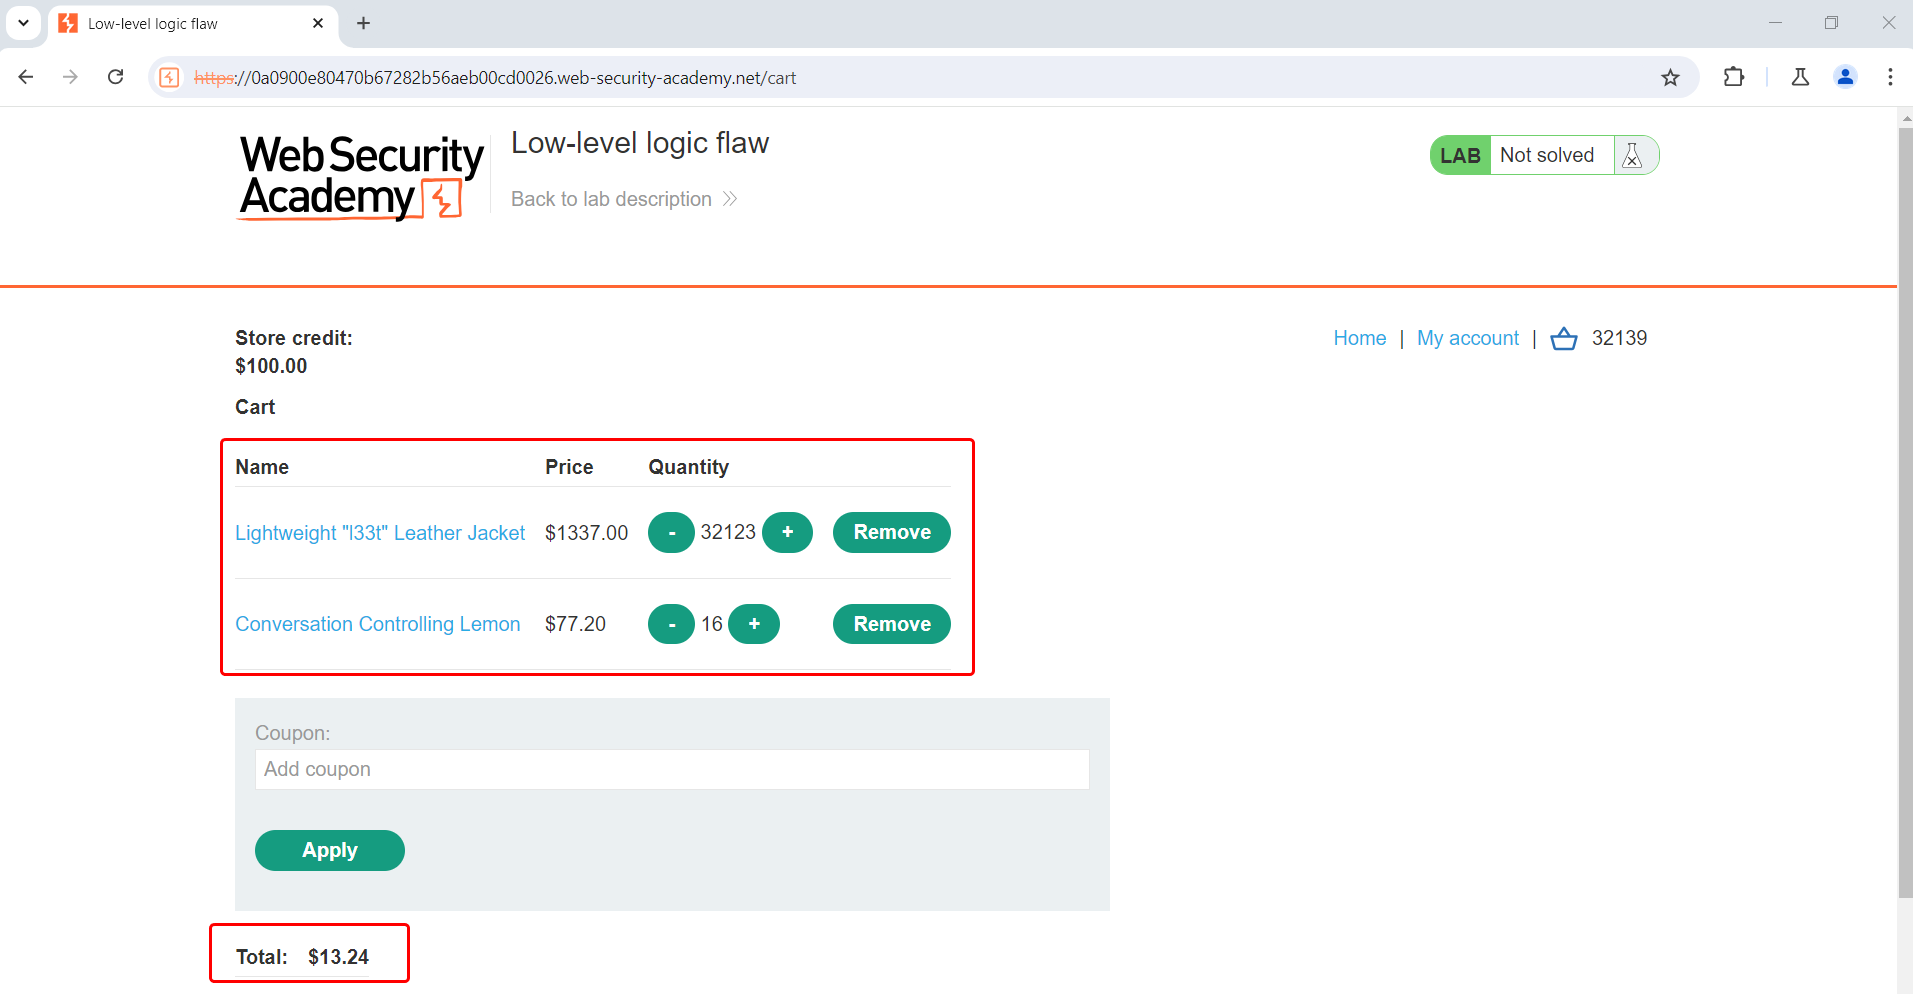 Low-level logic flaw
https://0a0900e80470b67282b56aeb00cd0026.web-security-academy.net/cart
Web Security
Academy
Low-level logic flaw
Back to lab description
LAB Not solved
Store credit:
$100.00
Home | My account | 32139
Cart
Name Price Quantity
Lightweight "l33t" Leather Jacket $1337.00 - 32123 + Remove
Conversation Controlling Lemon $77.20 - 16 + Remove
Coupon:
Add coupon
Apply
Total: $13.24